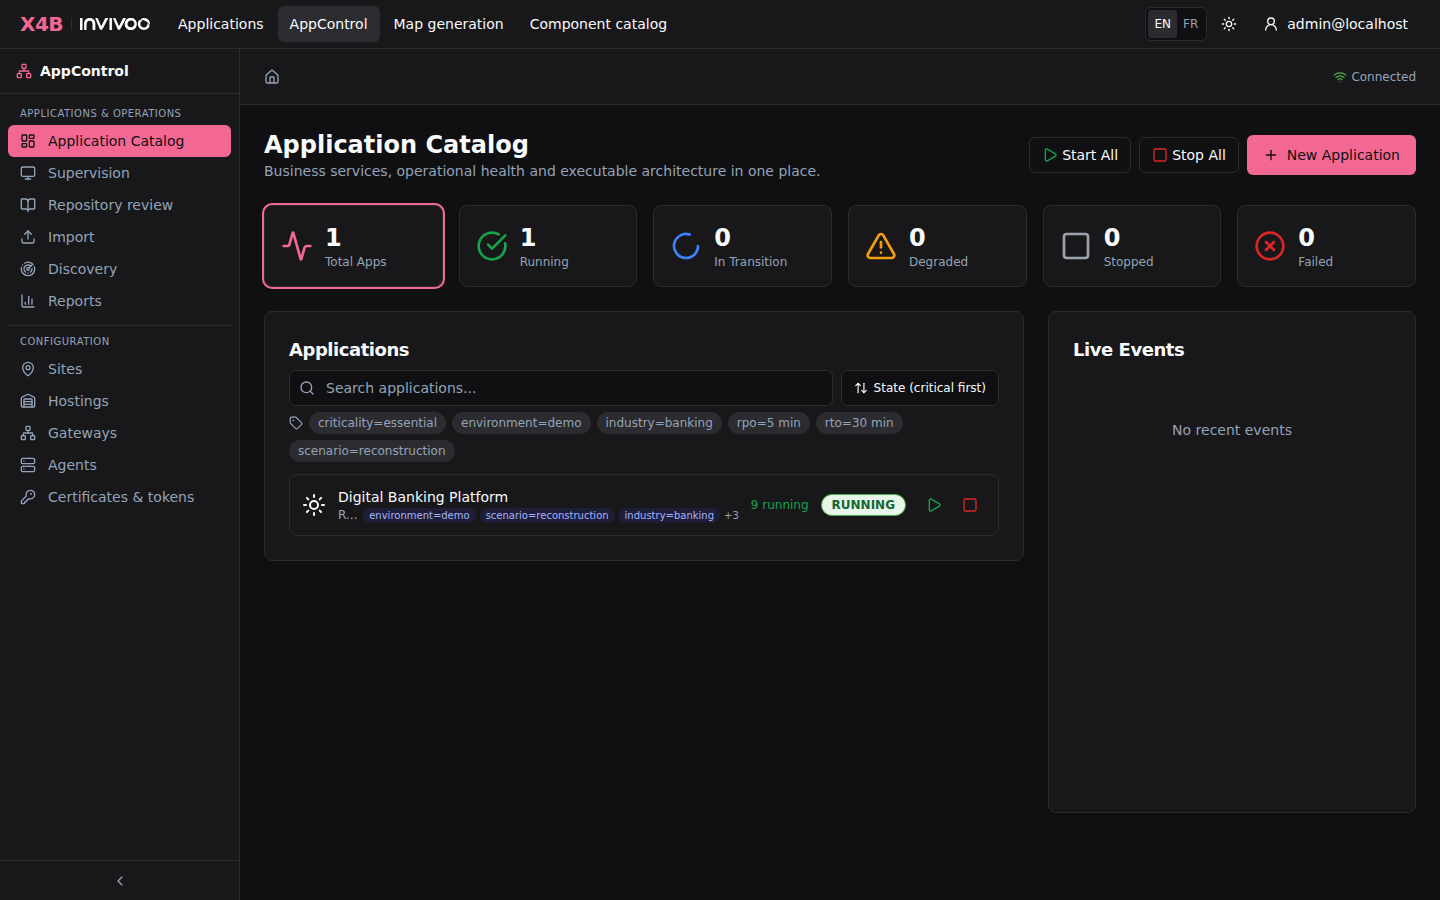 X4B INVIVOO Applications AppControl Map generation Component catalog EN FR admin@localhost
AppControl
Connected
APPLICATIONS & OPERATIONS
Application Catalog
Supervision
Repository review
Import
Discovery
Reports
CONFIGURATION
Sites
Hostings
Gateways
Agents
Certificates & tokens
Application Catalog
Business services, operational health and executable architecture in one place.
Start All
Stop All
New Application
1
Total Apps
1
Running
0
In Transition
0
Degraded
0
Stopped
0
Failed
Applications
Search applications...
State (critical first)
criticality=essential environment=demo industry=banking rpo=5 min rto=30 min
scenario=reconstruction
Digital Banking Platform
R... environment=demo scenario=reconstruction industry=banking +3
9 running
RUNNING
Live Events
No recent events